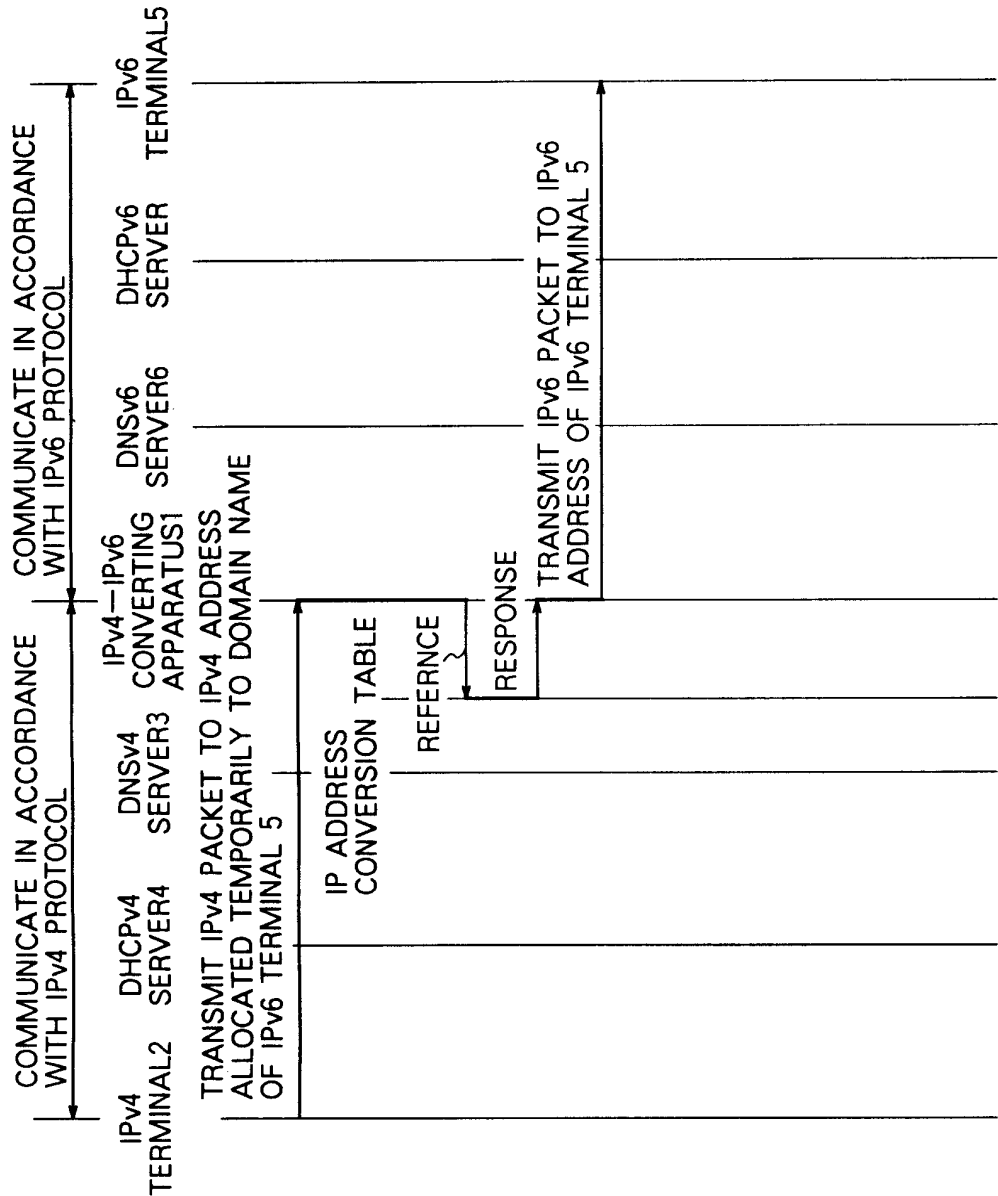 COMMUNICATE IN ACCORDANCE
WITH IPv4 PROTOCOL
COMMUNICATE IN ACCORDANCE
WITH IPv6 PROTOCOL
IPv4
TERMINAL2
DHCPv4
SERVER4
DNSv4
SERVER3
IPv4-IPv6
CONVERTING
APPARATUS1
DNSv6
SERVER6
DHCPv6
SERVER
IPv6
TERMINAL5
TRANSMIT IPv4 PACKET TO IPv4 ADDRESS
ALLOCATED TEMPORARILY TO DOMAIN NAME
OF IPv6 TERMINAL 5
IP ADDRESS
CONVERSION TABLE
REFERNCE
RESPONSE
TRANSMIT IPv6 PACKET TO IPv6
ADDRESS OF IPv6 TERMINAL 5